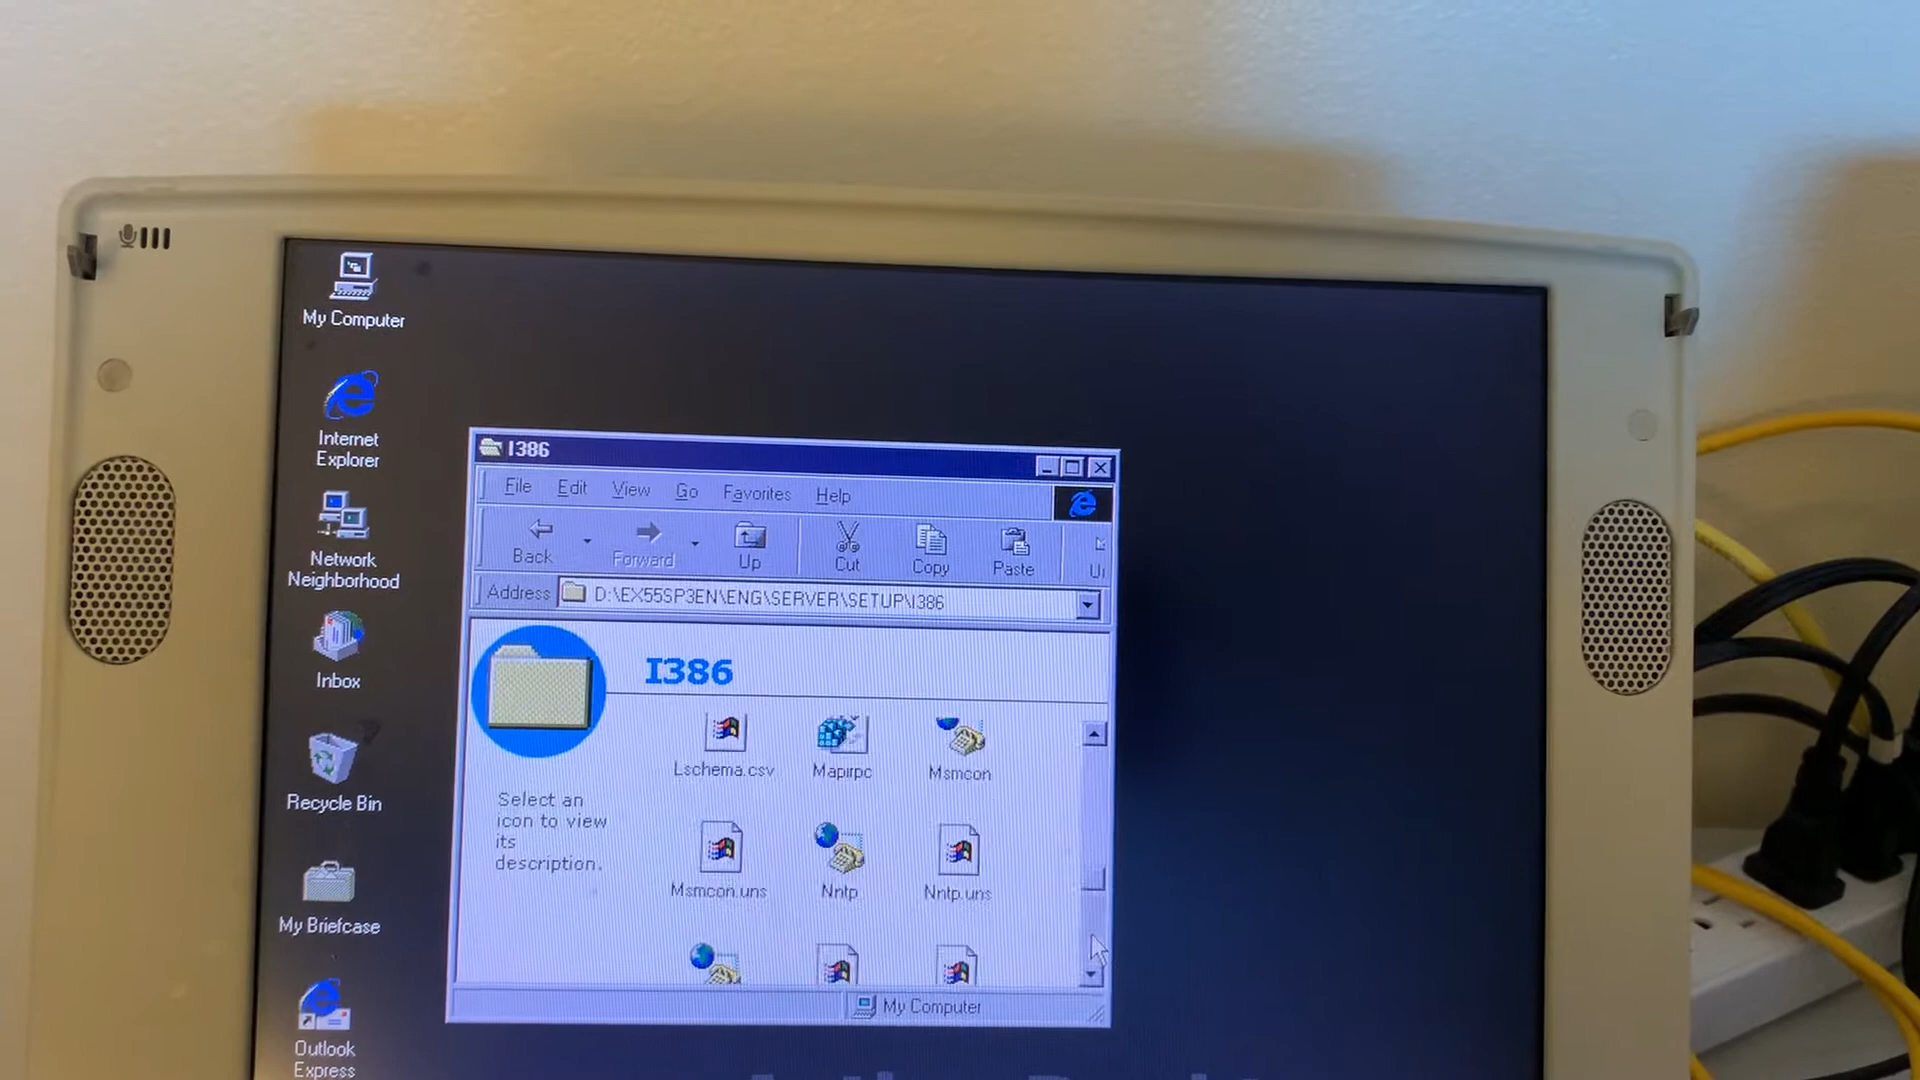 My Computer
Internet
Explorer
Network
Neighborhood
Inbox
Recycle Bin
My Briefcase
Outlook
Express
I386
File Edit View Go Favorites Help
Back Forward Up Cut Copy Paste
Address D:\EX55SP3EN\ENG\SERVER\SETUP\I386
I386
Select an
icon to view
its
description.
Lschema.csv Mapirpc Msmcon
Msmcon.uns Nntp Nntp.uns
My Computer